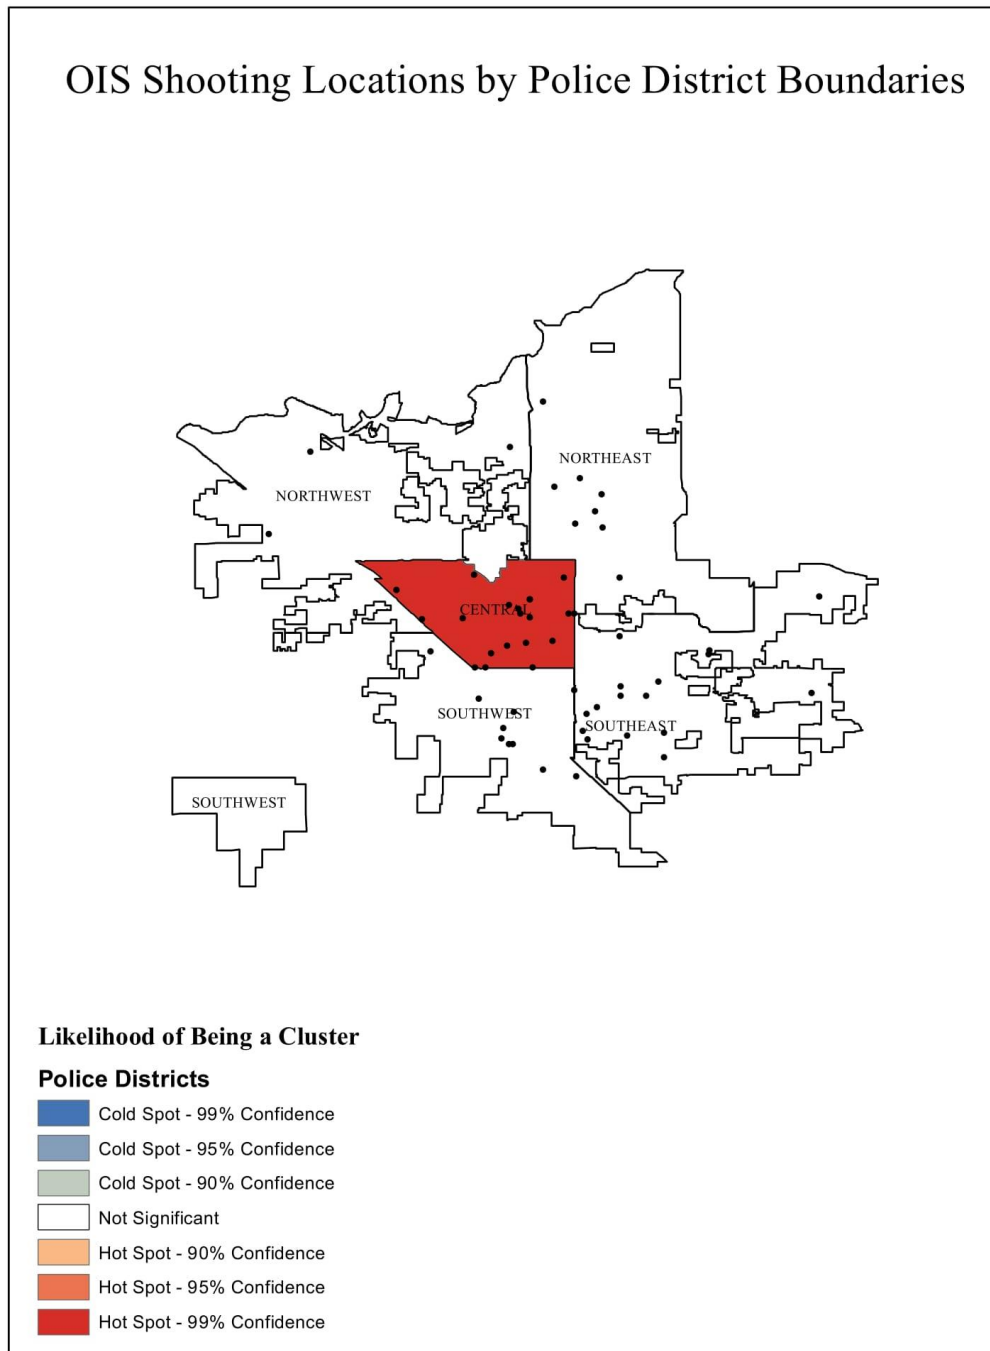 OIS Shooting Locations by Police District Boundaries
NORTHEAST
NORTHWEST
CENTRAL
SOUTHWEST
SOUTHEAST
SOUTHWEST
Likelihood of Being a Cluster
Police Districts
Cold Spot - 99% Confidence
Cold Spot - 95% Confidence
Cold Spot - 90% Confidence
Not Significant
Hot Spot - 90% Confidence
Hot Spot - 95% Confidence
Hot Spot - 99% Confidence